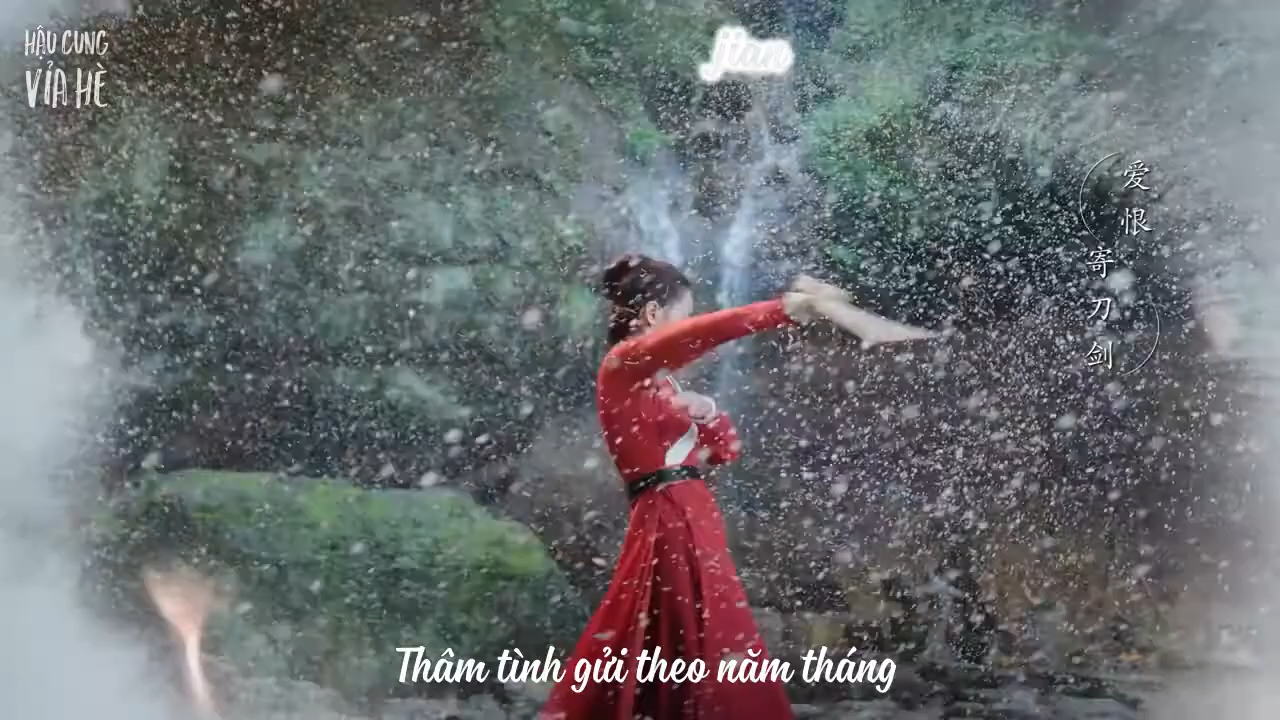 HẬU CUNG
VỈA HÈ
jian
爱恨
寄刀剑
Thâm tình gửi theo năm tháng